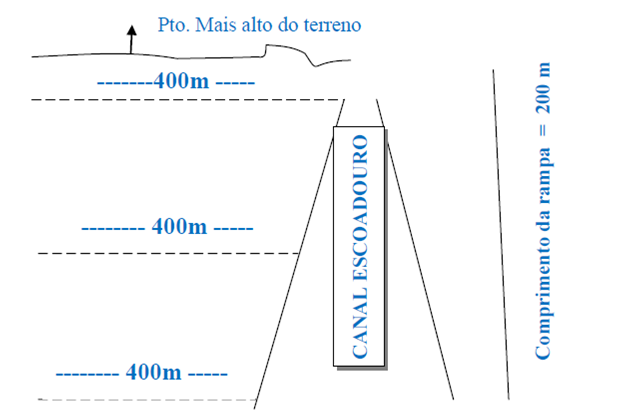 Pto. Mais alto do terreno
-------400m -----
-------- 400m -----
-------- 400m -----
CANAL ESCOADOURO
Comprimento da rampa = 200 m